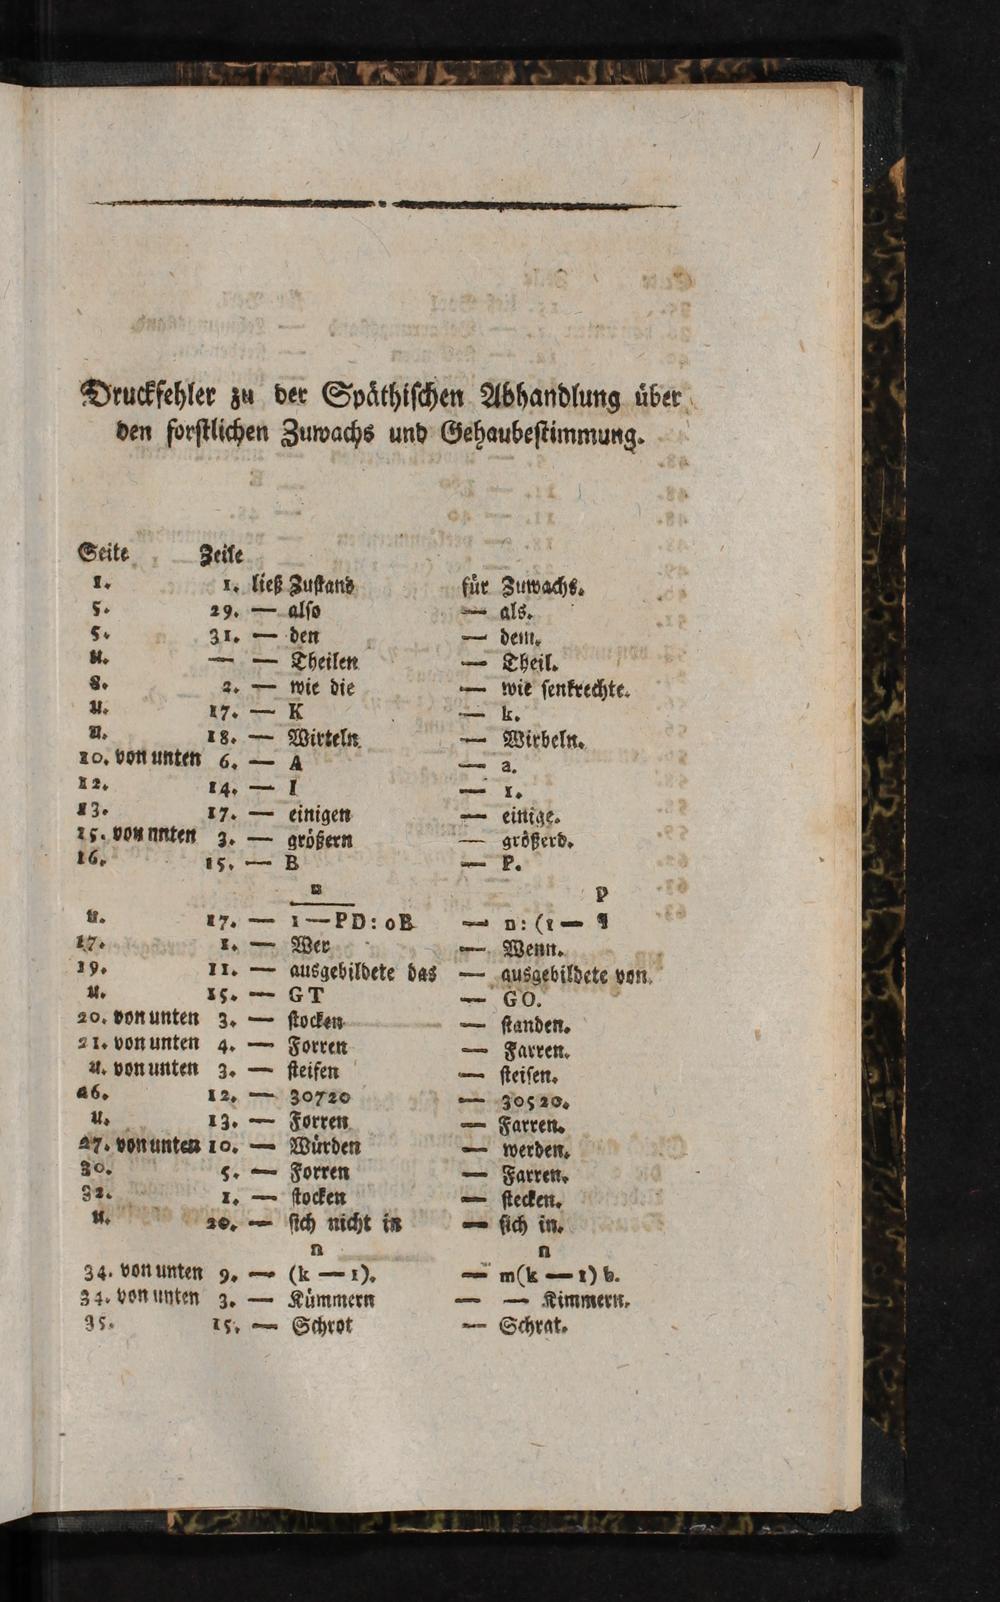 Druckfehler zu der Späthischen Abhandlung über
den forstlichen Zuwachs und Gehaubestimmung.
Seite Zeile
1. 1. ließ Zustand für Zuwachs.
5. 29. — also — als.
5. 31. — den — dem.
u. — — Theilen — Theil.
8. 2. — wie die — wie senkrechte.
u. 17. — K — k.
u. 18. — Wirteln — Wirbeln.
10. von unten 6. — A — a.
12. 14. — I — 1.
13. 17. — einigen — einige.
15. von nnten 3. — größern — größerd.
16. 15. — B — P.
n p
u. 17. — 1—PD: oB — n: (1— q
17. 1. — Wer — Wenn.
19. 11. — ausgebildete das — ausgebildete von.
u. 15. — GT — GO.
20. von unten 3. — stocken — standen.
21. von unten 4. — Forren — Farren.
u. von unten 3. — steifen — steisen.
26. 12. — 30720 — 30520.
u. 13. — Forren — Farren.
27. von unten 10. — Würden — werden.
30. 5. — Forren — Farren.
32. 1. — stocken — stecken.
u. 20. — sich nicht in — sich in.
n n
34. von unten 9. — (k — 1). — m(k — 1) b.
34. von unten 3. — Kümmern — — Kimmern.
35. 15. — Schrot — Schrat.